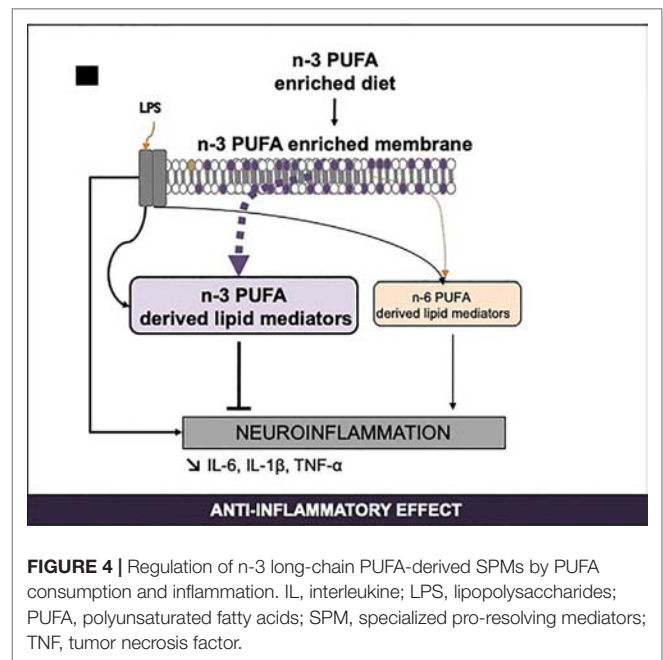 n-3 PUFA
enriched diet
LPS
n-3 PUFA enriched membrane
n-3 PUFA
derived lipid mediators
n-6 PUFA
derived lipid mediators
NEUROINFLAMMATION
↘ IL-6, IL-1β, TNF-α
ANTI-INFLAMMATORY EFFECT
FIGURE 4 | Regulation of n-3 long-chain PUFA-derived SPMs by PUFA
consumption and inflammation. IL, interleukine; LPS, lipopolysaccharides;
PUFA, polyunsaturated fatty acids; SPM, specialized pro-resolving mediators;
TNF, tumor necrosis factor.